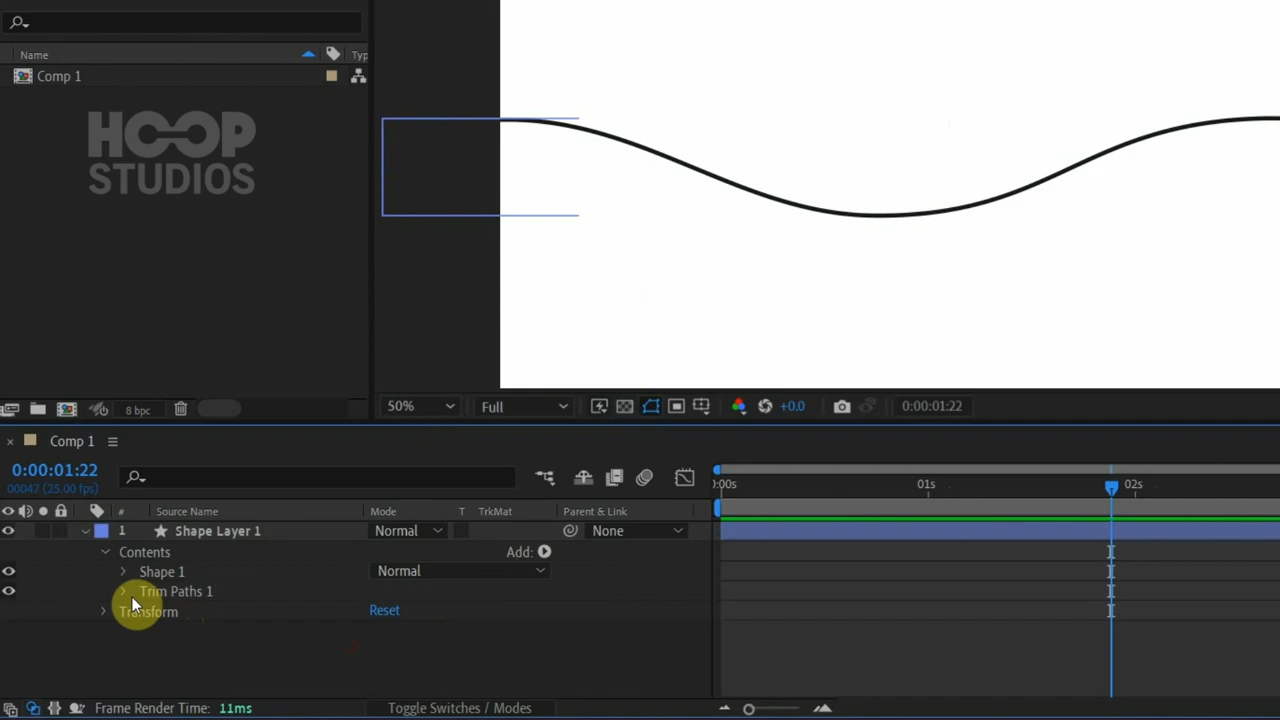 Name Typ
Comp 1
HOOP
STUDIOS
8 bpc
50% Full +0.0 0:00:01:22
Comp 1
0:00:01:22
00047 (25.00 fps)
:00s 01s 02s
# Source Name Mode T TrkMat Parent & Link
1 Shape Layer 1 Normal None
Contents Add:
Shape 1 Normal
Trim Paths 1
Transform Reset
Frame Render Time: 11ms Toggle Switches / Modes